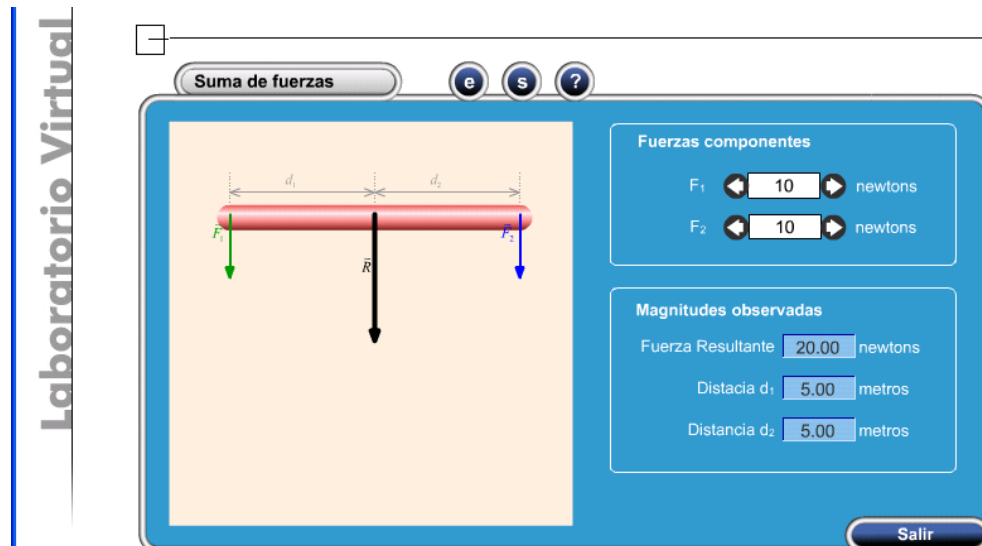 Laboratorio Virtual
Suma de fuerzas
e s ?
d₁ d₂
F₁ F₂
R
Fuerzas componentes
F₁ 10 newtons
F₂ 10 newtons
Magnitudes observadas
Fuerza Resultante 20.00 newtons
Distacia d₁ 5.00 metros
Distancia d₂ 5.00 metros
Salir